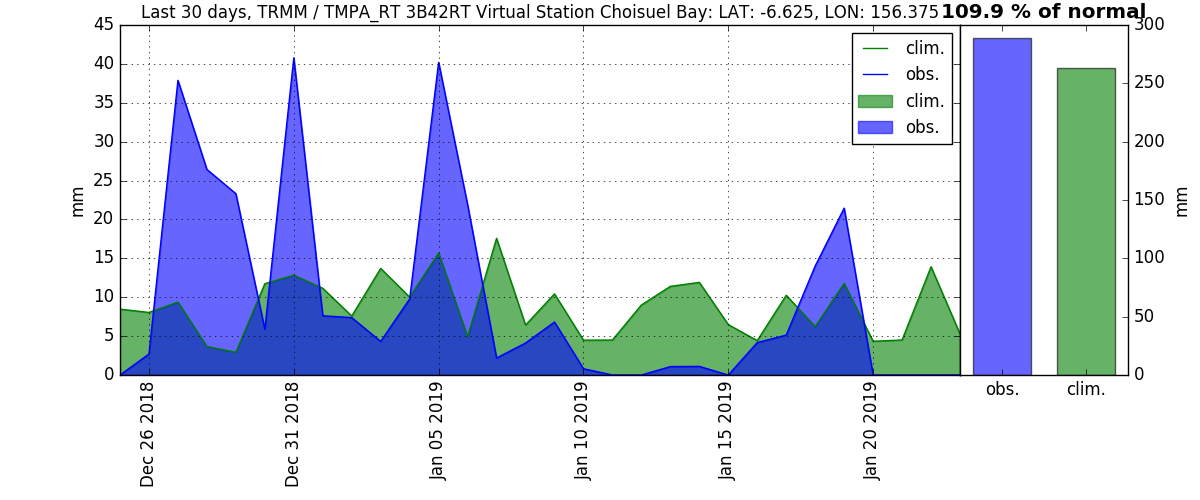 Last 30 days, TRMM / TMPA_RT 3B42RT Virtual Station Choisuel Bay: LAT: -6.625, LON: 156.375
109.9 % of normal
45
40
35
30
25
20
15
10
5
0
mm
clim.
obs.
clim.
obs.
Dec 26 2018
Dec 31 2018
Jan 05 2019
Jan 10 2019
Jan 15 2019
Jan 20 2019
300
250
200
150
100
50
0
mm
obs.
clim.